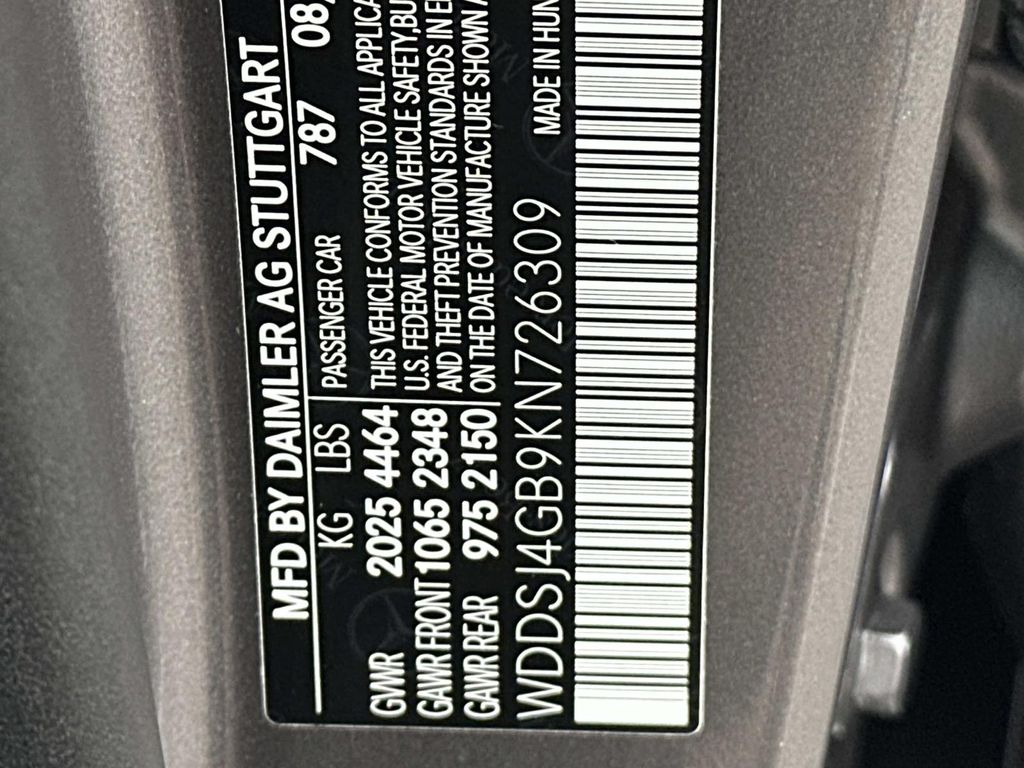 MFD BY DAIMLER AG STUTTGART
KG LBS 787 08/
GVWR 2025 4464
GAWR FRONT 1065 2348
GAWR REAR 975 2150
PASSENGER CAR
THIS VEHICLE CONFORMS TO ALL APPLICA
U.S. FEDERAL MOTOR VEHICLE SAFETY, BU
AND THEFT PREVENTION STANDARDS IN E
ON THE DATE OF MANUFACTURE SHOWN A
WDDSJ4GB9KN726309 MADE IN HUN